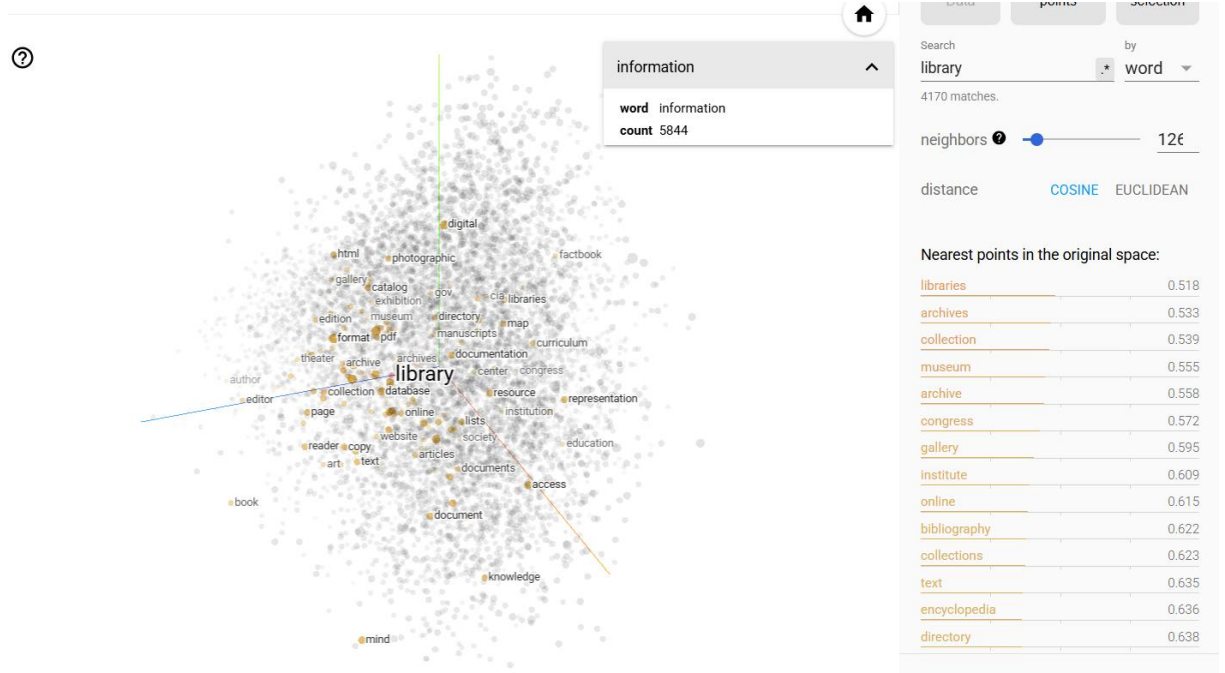 information
word information
count 5844
digital
html
photographic
factbook
gallery
catalog
exhibition
gov
cia
libraries
edition
museum
directory
map
format
pdf
manuscripts
curriculum
theater
archive
archives
documentation
library
center
congress
author
editor
collection
database
resource
representation
page
online
institution
lists
website
society
education
reader
copy
articles
art
text
documents
access
book
document
knowledge
mind
points
selection
Search
by
library
.*
word
4170 matches.
neighbors
126
distance
COSINE
EUCLIDEAN
Nearest points in the original space:
libraries 0.518
archives 0.533
collection 0.539
museum 0.555
archive 0.558
congress 0.572
gallery 0.595
institute 0.609
online 0.615
bibliography 0.622
collections 0.623
text 0.635
encyclopedia 0.636
directory 0.638